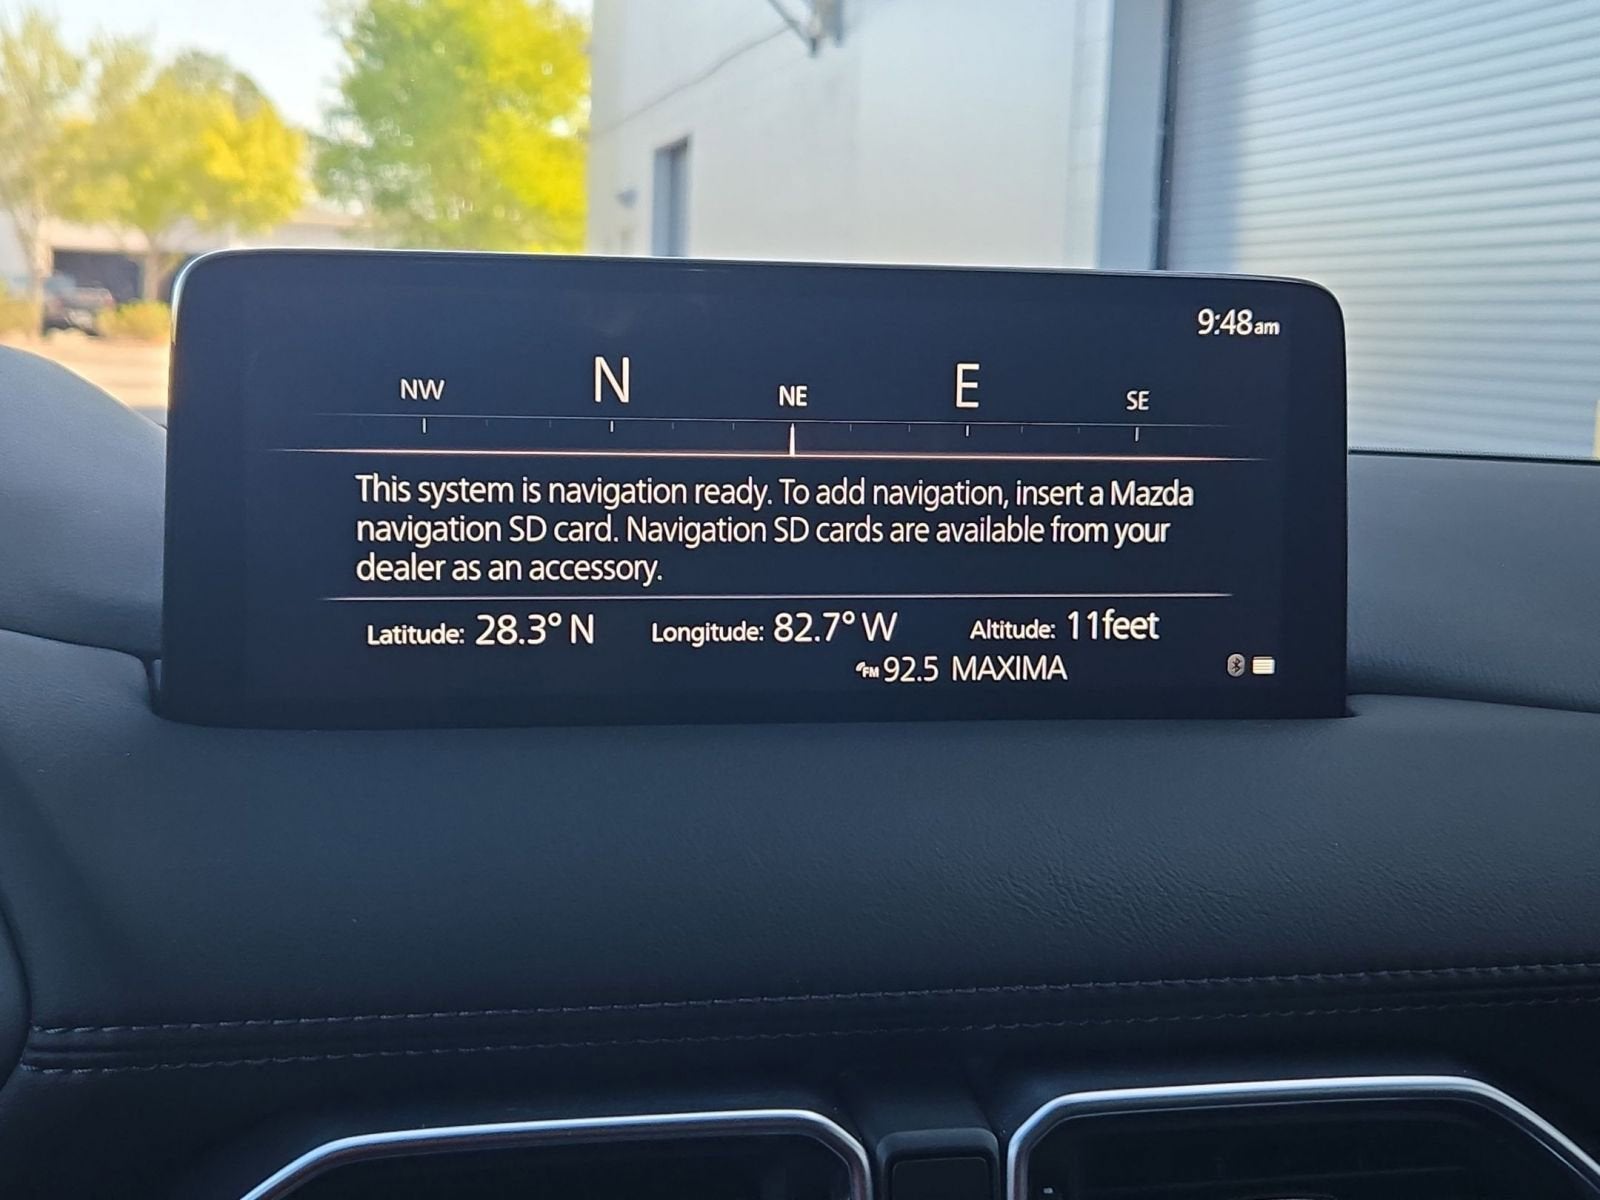 9:48am
NW N NE E SE
This system is navigation ready. To add navigation, insert a Mazda
navigation SD card. Navigation SD cards are available from your
dealer as an accessory.
Latitude: 28.3° N Longitude: 82.7° W Altitude: 11feet
FM 92.5 MAXIMA